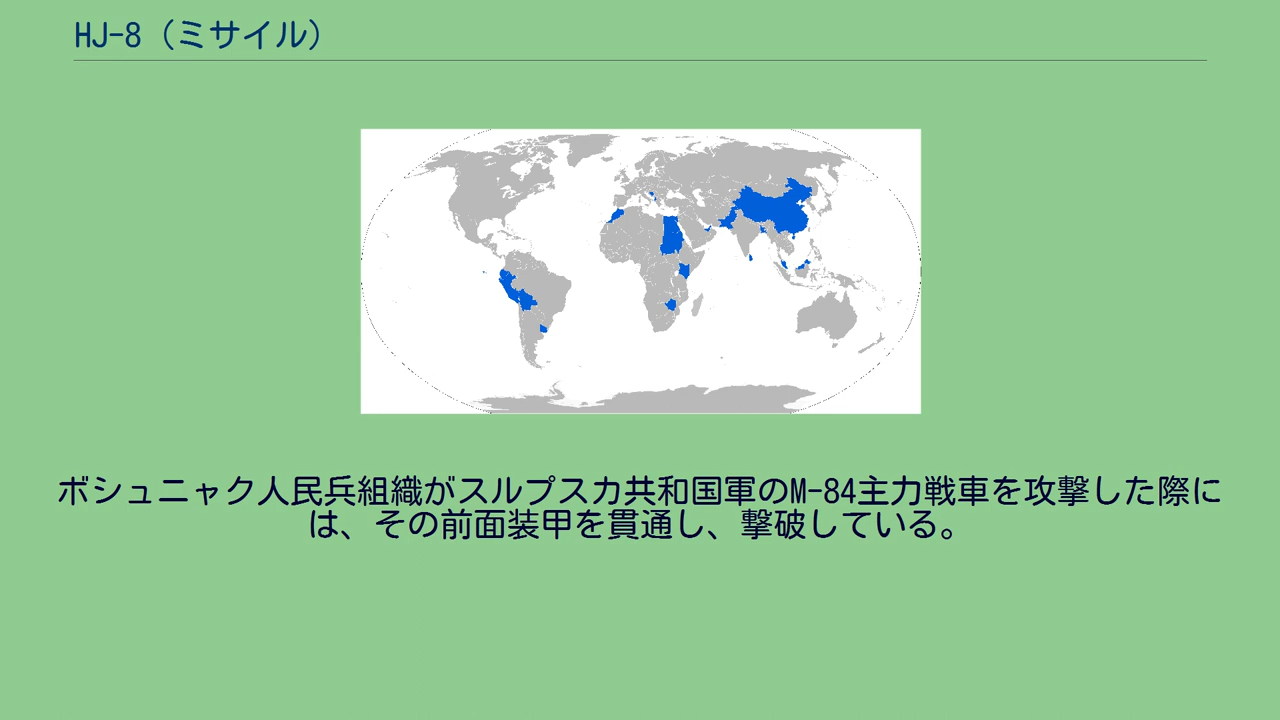 HJ-8（ミサイル）
ボシュニャク人民兵組織がスルプスカ共和国軍のM-84主力戦車を攻撃した際に
は、その前面装甲を貫通し、撃破している。